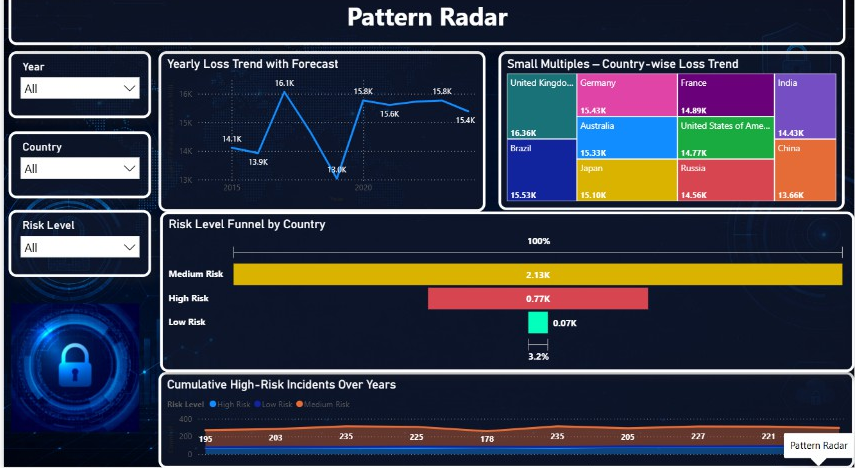 Pattern Radar
Year
All
Country
All
Risk Level
All
Yearly Loss Trend with Forecast
16K
15K
14K
13K
14.1K
13.9K
16.1K
13.0K
15.8K
15.6K
15.8K
15.4K
2015
2020
Small Multiples – Country-wise Loss Trend
United Kingdo...
16.36K
Brazil
15.53K
Germany
15.43K
Australia
15.33K
Japan
15.10K
France
14.89K
United States of Ame...
14.77K
Russia
14.56K
India
14.43K
China
13.66K
Risk Level Funnel by Country
100%
Medium Risk
2.13K
High Risk
0.77K
Low Risk
0.07K
3.2%
Cumulative High-Risk Incidents Over Years
Risk Level High Risk Low Risk Medium Risk
400
200
0
195 203 235 225 178 235 205 227 221
Pattern Radar